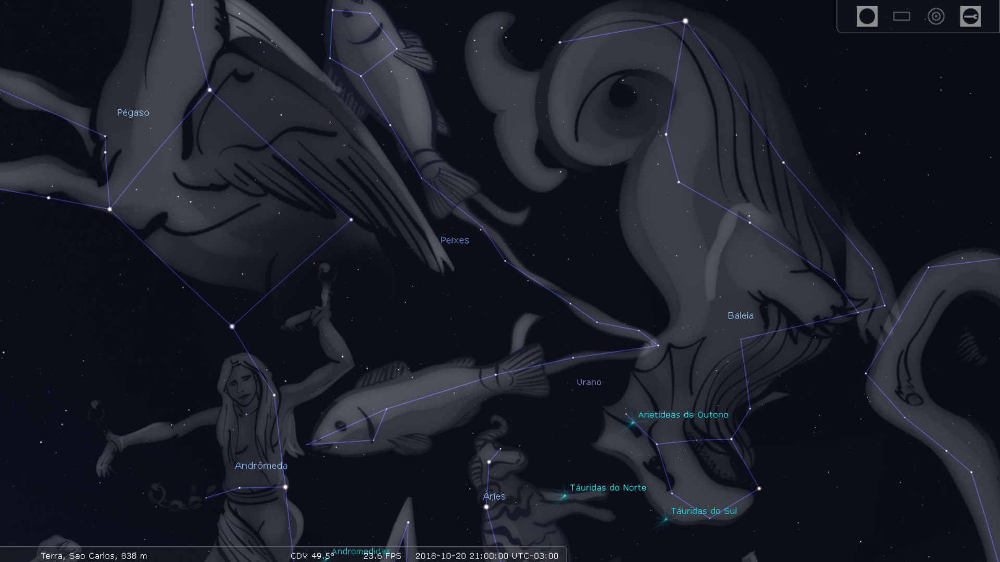 Pégaso
Peixes
Baleia
Urano
Arietídeas de Outono
Andrômeda
Táuridas do Norte
Áries
Táuridas do Sul
Andromedidas
Terra, Sao Carlos, 838 m
CDV 49.5°
23.6 FPS
2018-10-20 21:00:00 UTC-03:00